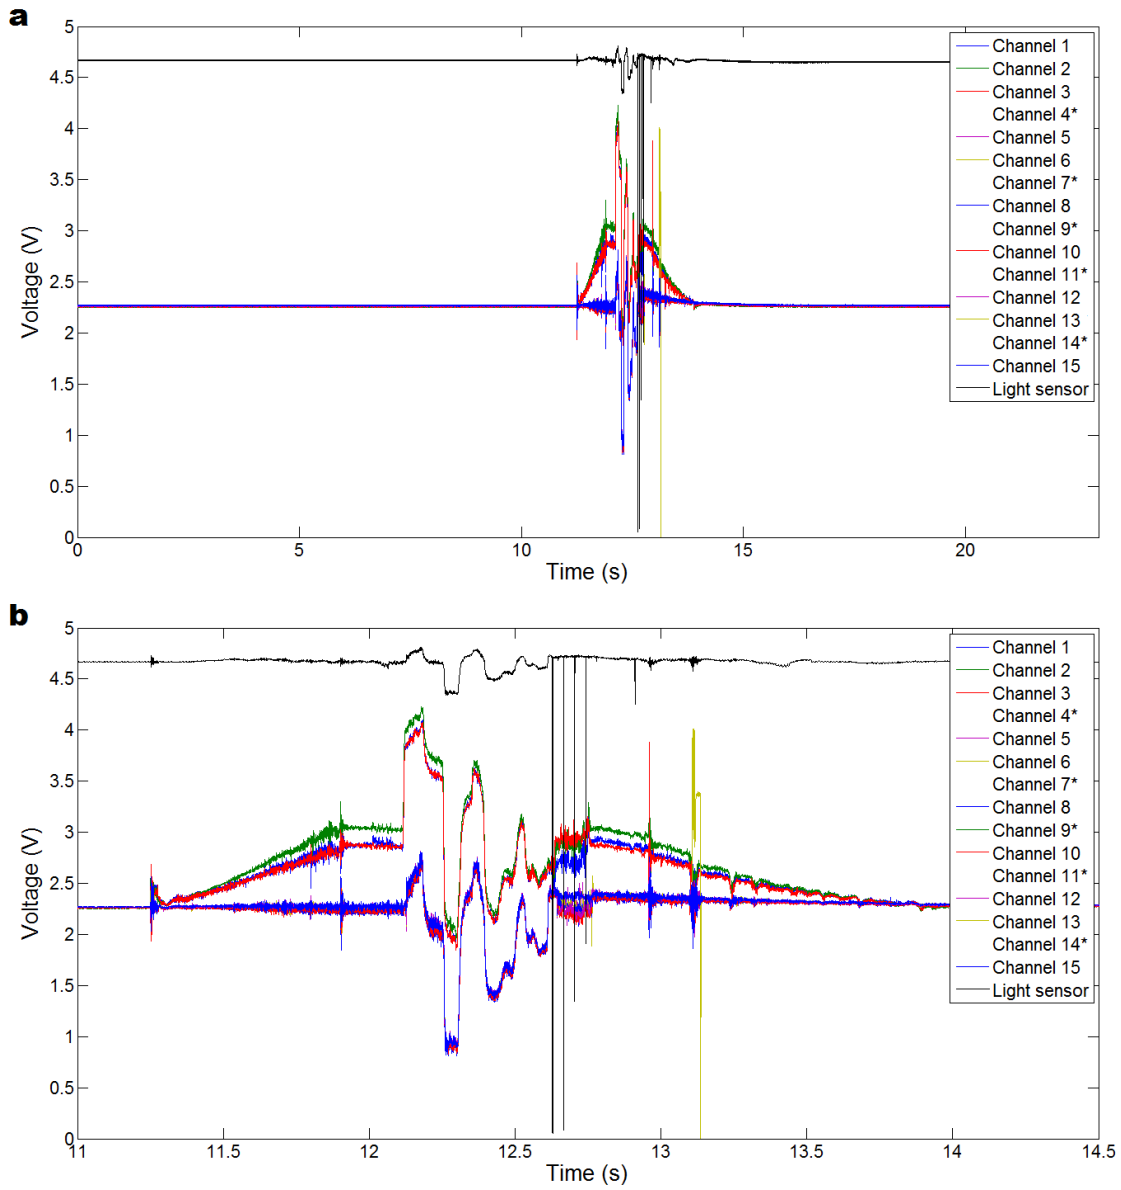 a
5
4.5
4
3.5
3
2.5
2
1.5
1
0.5
0
Voltage (V)
0 5 10 15 20
Time (s)
Channel 1
Channel 2
Channel 3
Channel 4*
Channel 5
Channel 6
Channel 7*
Channel 8
Channel 9*
Channel 10
Channel 11*
Channel 12
Channel 13
Channel 14*
Channel 15
Light sensor
b
5
4.5
4
3.5
3
2.5
2
1.5
1
0.5
0
Voltage (V)
11 11.5 12 12.5 13 13.5 14 14.5
Time (s)
Channel 1
Channel 2
Channel 3
Channel 4*
Channel 5
Channel 6
Channel 7*
Channel 8
Channel 9*
Channel 10
Channel 11*
Channel 12
Channel 13
Channel 14*
Channel 15
Light sensor